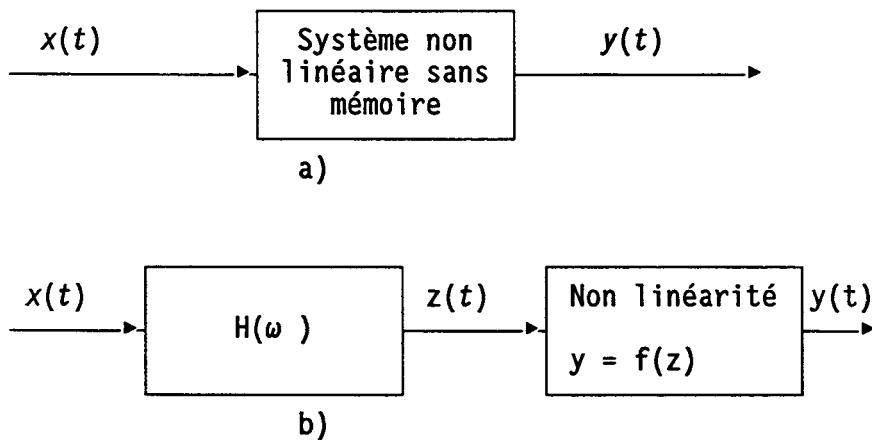 x(t)
Système non
linéaire sans
mémoire
y(t)
a)
x(t)
H(ω )
z(t)
Non linéarité
y = f(z)
y(t)
b)